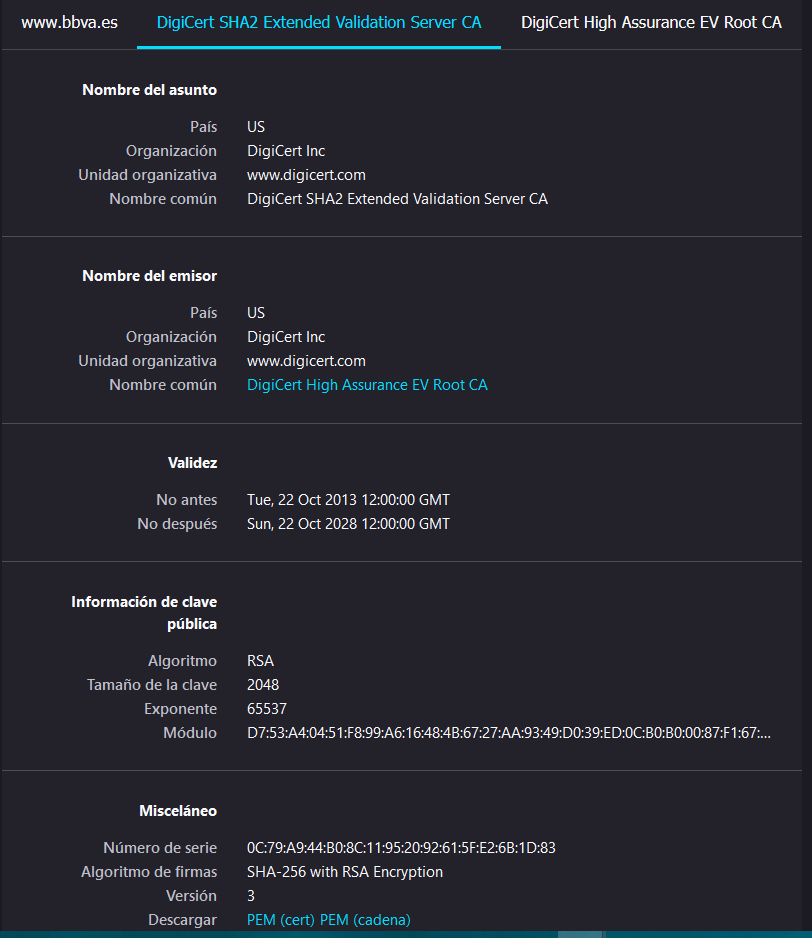 www.bbva.es DigiCert SHA2 Extended Validation Server CA DigiCert High Assurance EV Root CA
Nombre del asunto
País US
Organización DigiCert Inc
Unidad organizativa www.digicert.com
Nombre común DigiCert SHA2 Extended Validation Server CA
Nombre del emisor
País US
Organización DigiCert Inc
Unidad organizativa www.digicert.com
Nombre común DigiCert High Assurance EV Root CA
Validez
No antes Tue, 22 Oct 2013 12:00:00 GMT
No después Sun, 22 Oct 2028 12:00:00 GMT
Información de clave
pública
Algoritmo RSA
Tamaño de la clave 2048
Exponente 65537
Módulo D7:53:A4:04:51:F8:99:A6:16:48:4B:67:27:AA:93:49:D0:39:ED:0C:B0:B0:00:87:F1:67:...
Misceláneo
Número de serie 0C:79:A9:44:B0:8C:11:95:20:92:61:5F:E2:6B:1D:83
Algoritmo de firmas SHA-256 with RSA Encryption
Versión 3
Descargar PEM (cert) PEM (cadena)